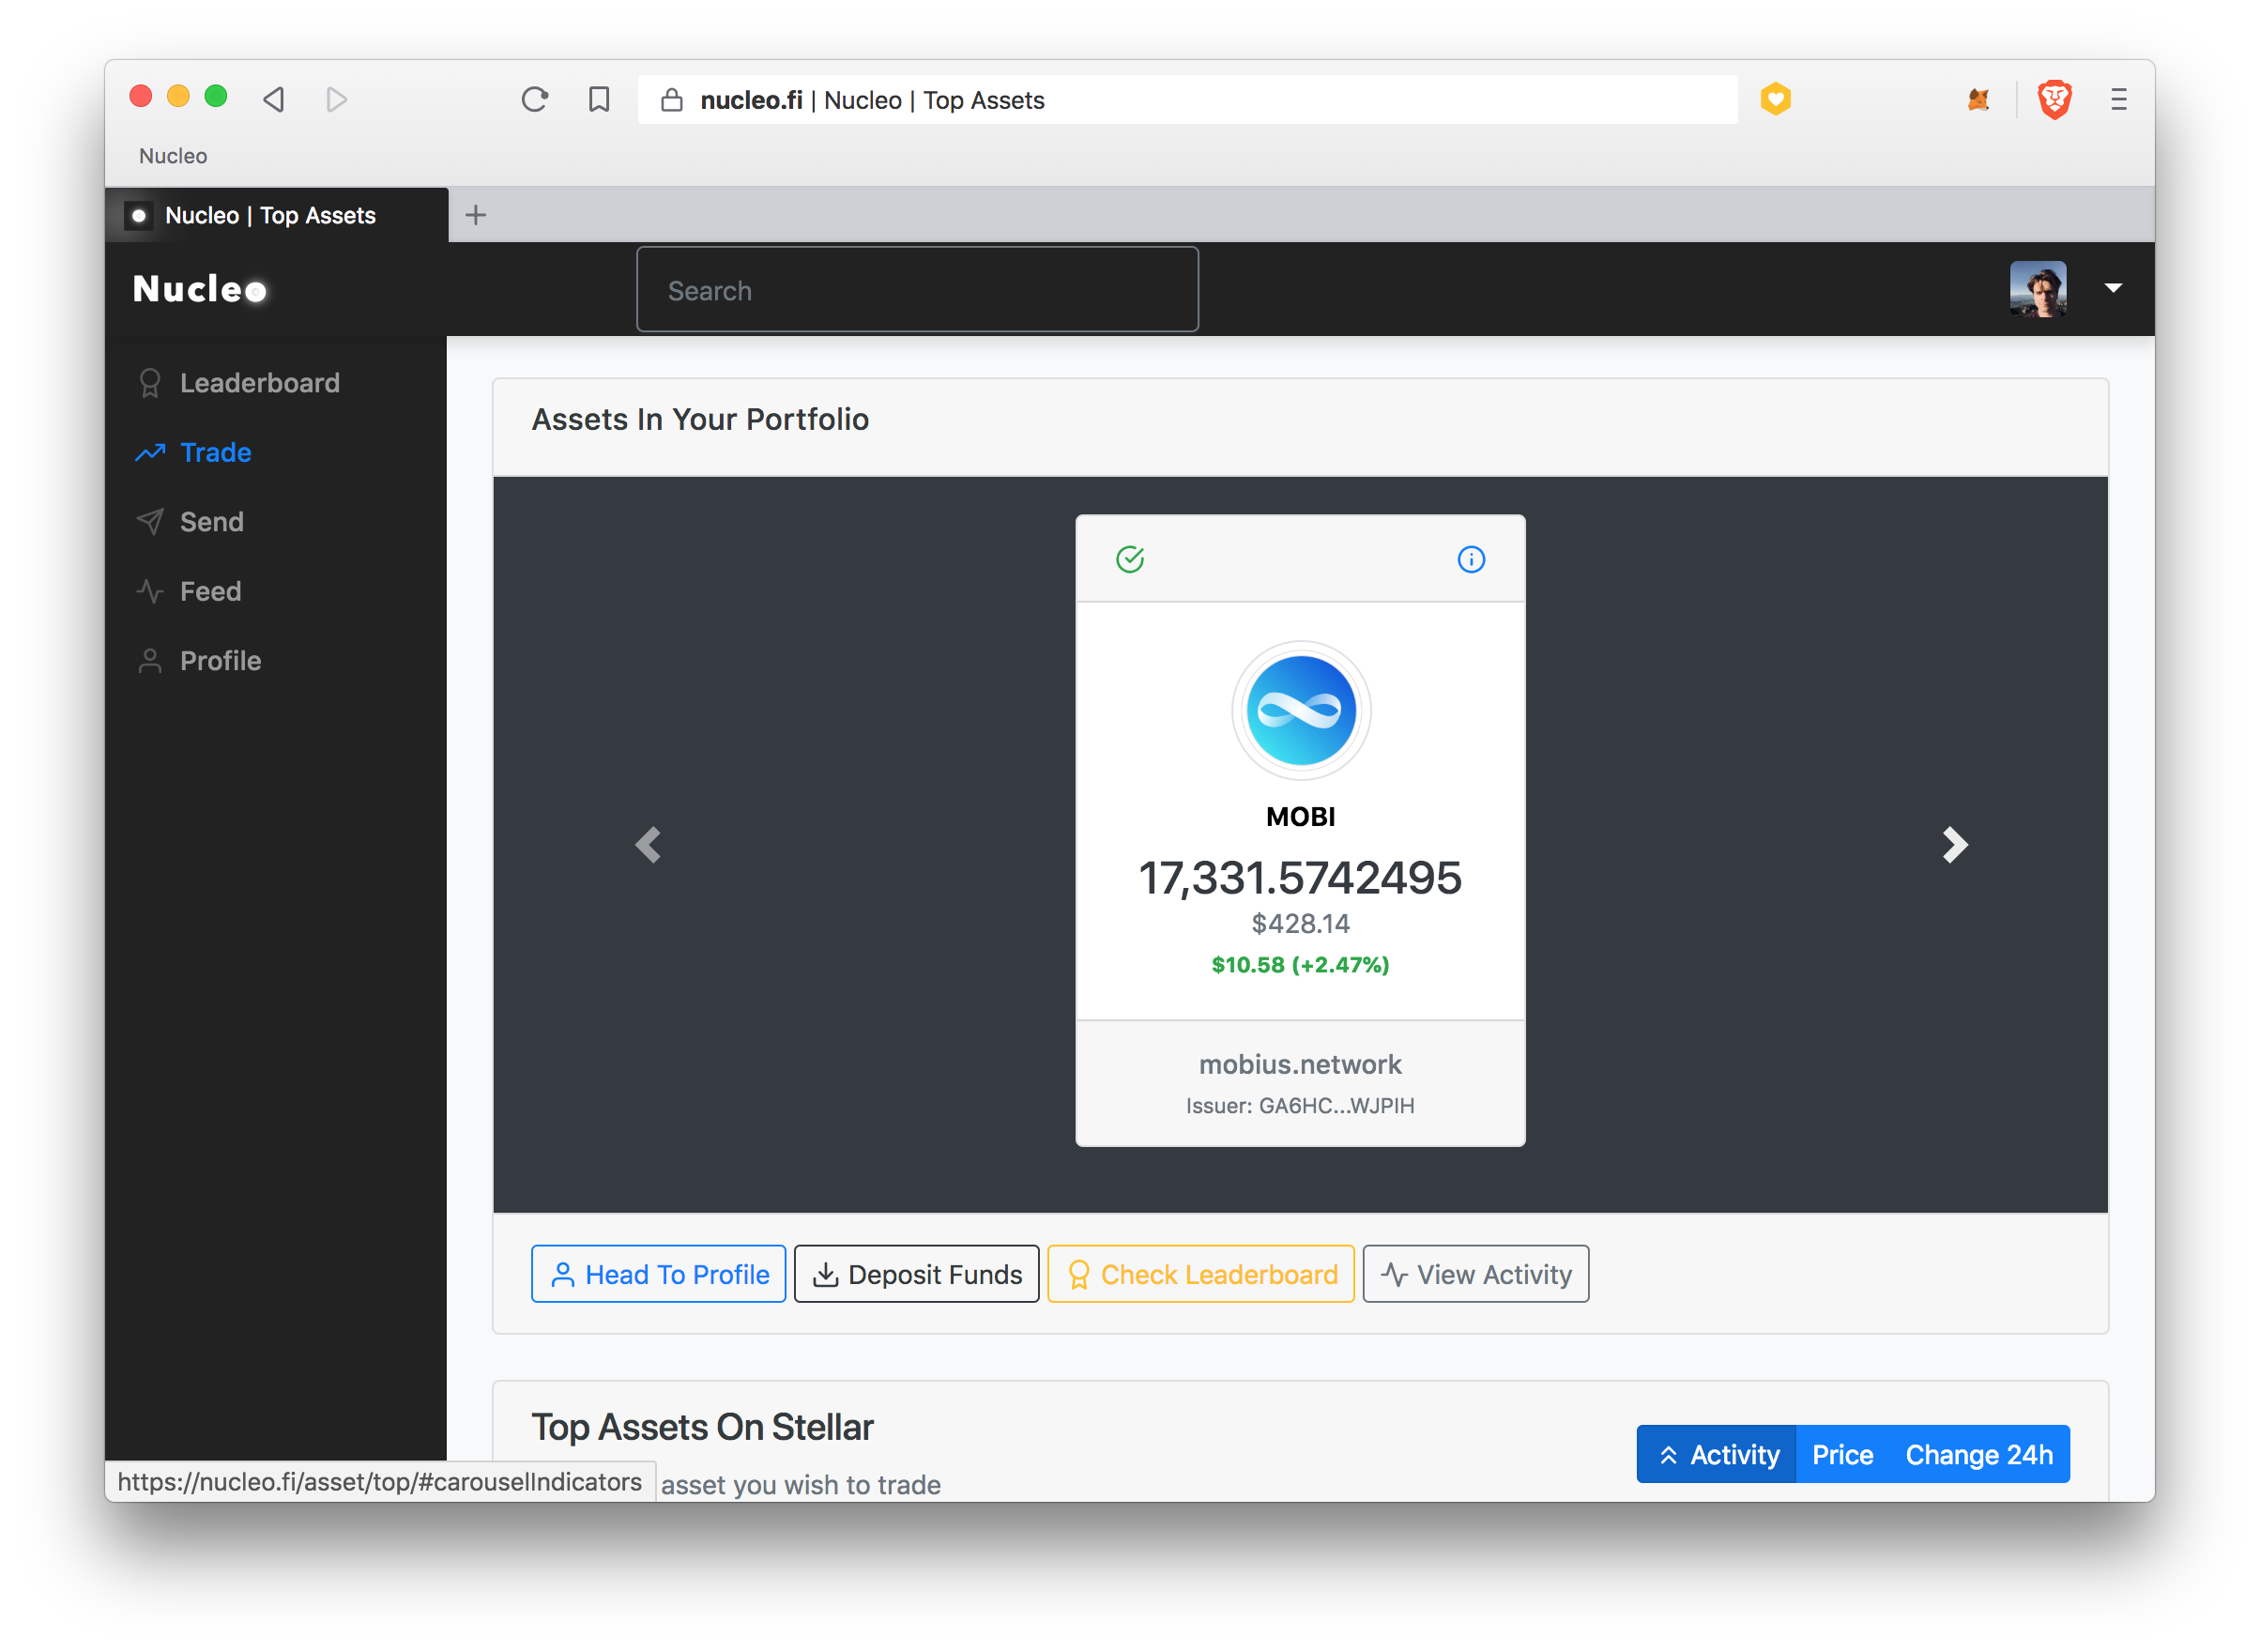 nucleo.fi | Nucleo | Top Assets
Nucleo
Nucleo | Top Assets
Nucleo
Search
Leaderboard
Trade
Send
Feed
Profile
Assets In Your Portfolio
MOBI
17,331.5742495
$428.14
$10.58 (+2.47%)
mobius.network
Issuer: GA6HC...WJPIH
Head To Profile
Deposit Funds
Check Leaderboard
View Activity
Top Assets On Stellar
Activity
Price
Change 24h
asset you wish to trade
https://nucleo.fi/asset/top/#carouselIndicators